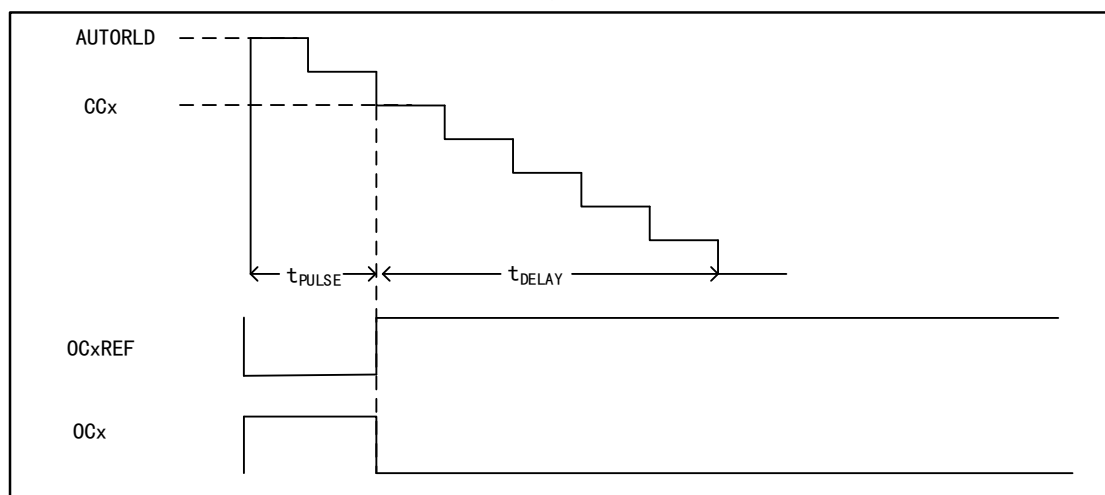 AUTORLD
CCx
tPULSE
tDELAY
OCxREF
OCx